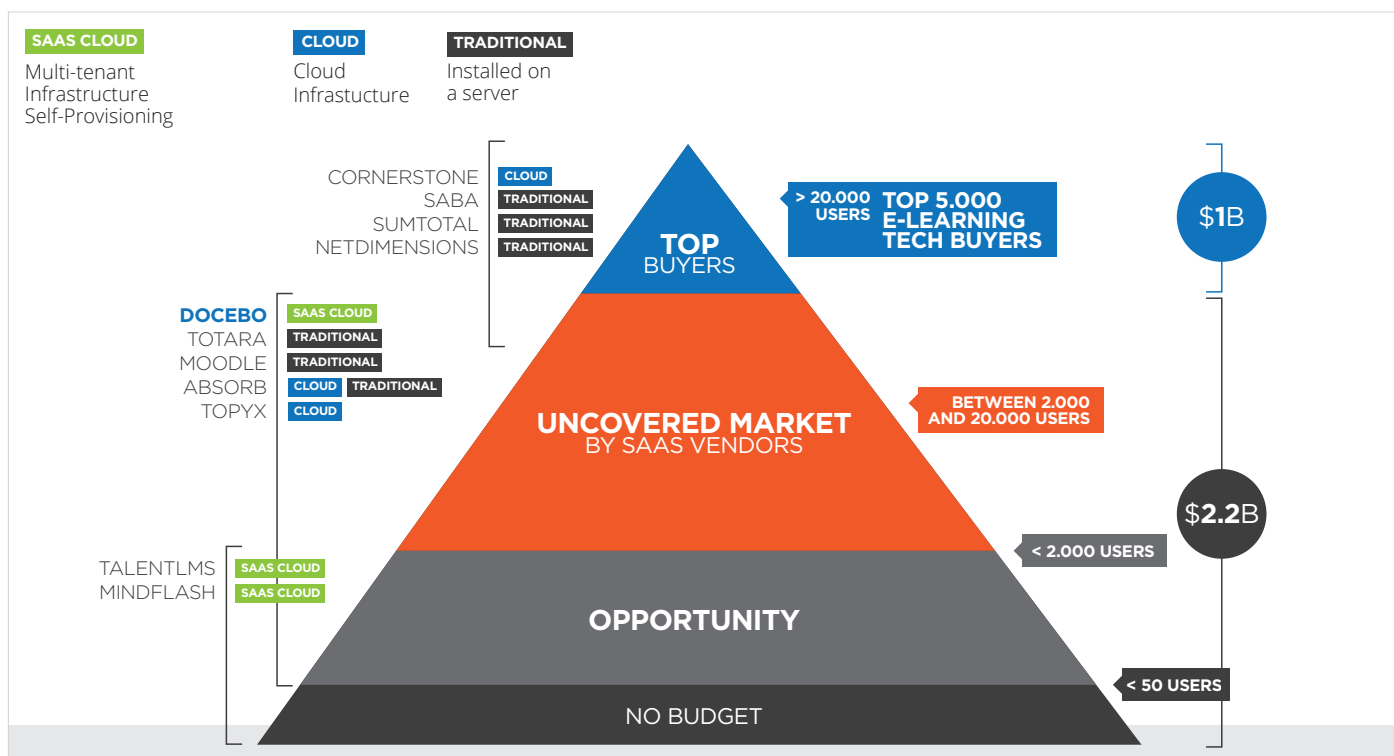 SAAS CLOUD
Multi-tenant
Infrastructure
Self-Provisioning
CLOUD
Cloud
Infrastucture
TRADITIONAL
Installed on
a server
CORNERSTONE CLOUD
SABA TRADITIONAL
SUMTOTAL TRADITIONAL
NETDIMENSIONS TRADITIONAL
TOP
BUYERS
> 20.000
USERS
TOP 5.000
E-LEARNING
TECH BUYERS
$1B
DOCEBO SAAS CLOUD
TOTARA TRADITIONAL
MOODLE TRADITIONAL
ABSORB CLOUD TRADITIONAL
TOPYX CLOUD
UNCOVERED MARKET
BY SAAS VENDORS
BETWEEN 2.000
AND 20.000 USERS
$2.2B
TALENTLMS SAAS CLOUD
MINDFLASH SAAS CLOUD
< 2.000 USERS
OPPORTUNITY
< 50 USERS
NO BUDGET